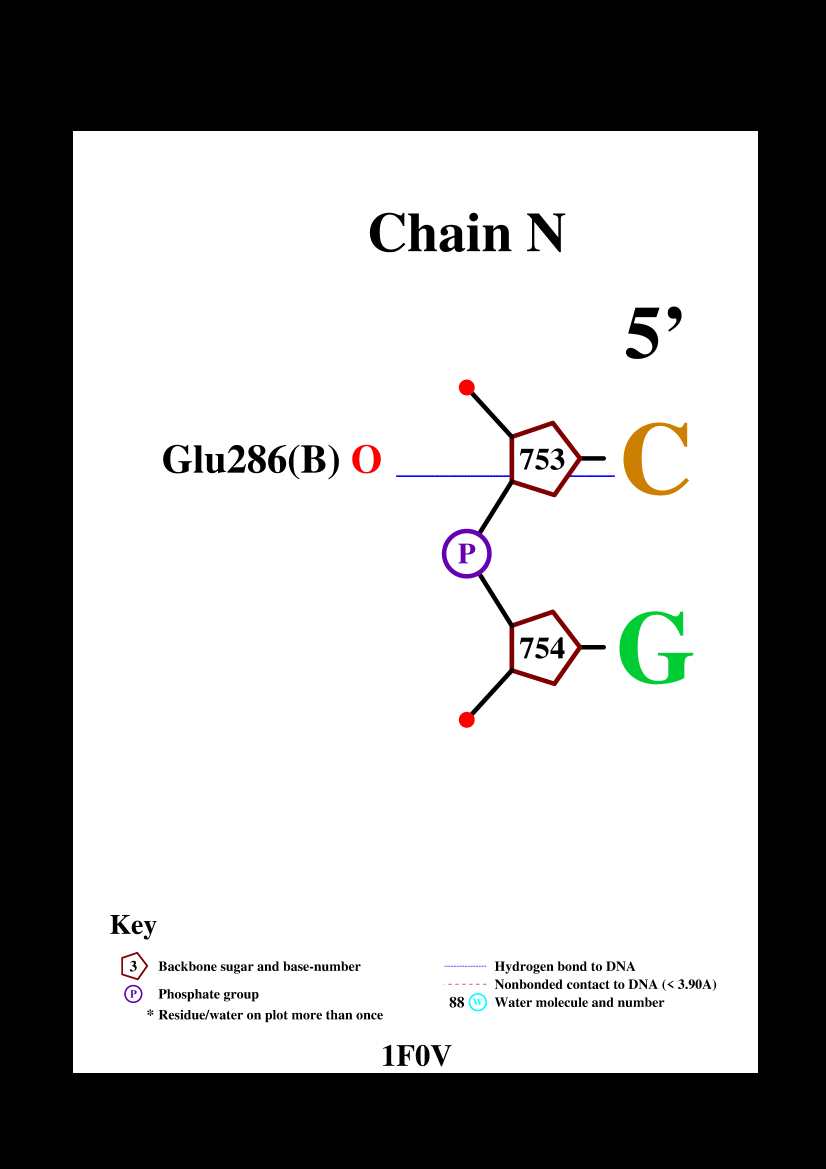 Chain N
5’
Glu286(B) O 753 C
P
754 G
Key
3 Backbone sugar and base-number
P Phosphate group
* Residue/water on plot more than once
Hydrogen bond to DNA
Nonbonded contact to DNA (< 3.90A)
88 W Water molecule and number
1F0V